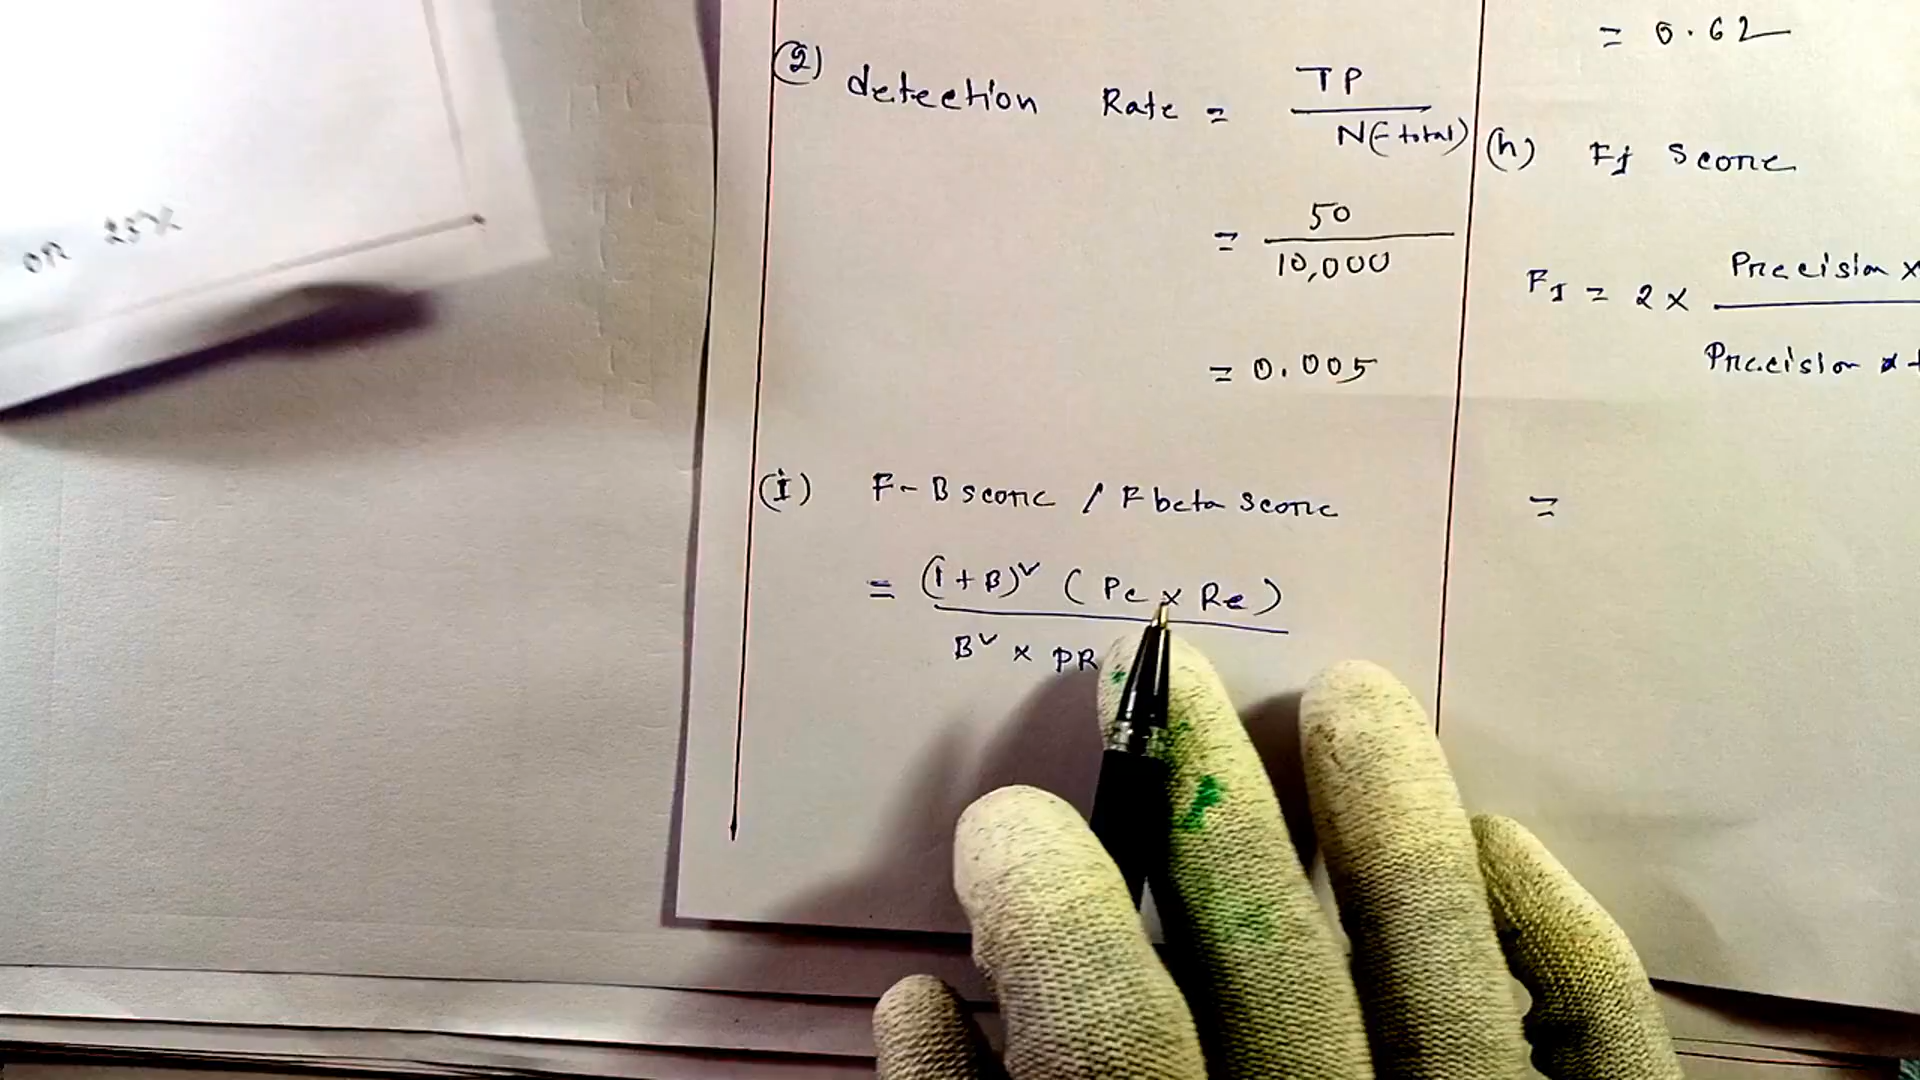 or 25%
(g) detection Rate = TP / N(-total)
= 50 / 10,000
= 0.005
(I) F-B score / F beta score
= (1+B)² (Pc × Re)
B² × PR
= 0.62
(h) F1 Score
F1 = 2 × Precision ×
Precision +
=